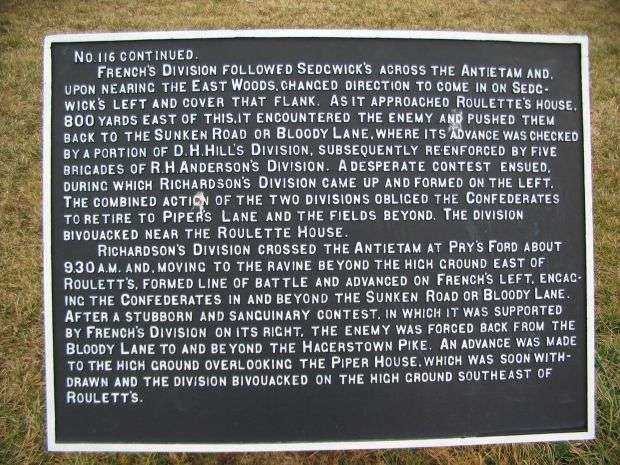 No. 116 CONTINUED.
FRENCH'S DIVISION FOLLOWED SEDGWICK'S ACROSS THE ANTIETAM AND,
UPON NEARING THE EAST WOODS, CHANGED DIRECTION TO COME IN ON SEDG-
WICK'S LEFT AND COVER THAT FLANK. AS IT APPROACHED ROULETTE'S HOUSE,
800 YARDS EAST OF THIS, IT ENCOUNTERED THE ENEMY AND PUSHED THEM
BACK TO THE SUNKEN ROAD OR BLOODY LANE, WHERE ITS ADVANCE WAS CHECKED
BY A PORTION OF D.H.HILL'S DIVISION, SUBSEQUENTLY REENFORCED BY FIVE
BRIGADES OF R.H.ANDERSON'S DIVISION. A DESPERATE CONTEST ENSUED,
DURING WHICH RICHARDSON'S DIVISION CAME UP AND FORMED ON THE LEFT.
THE COMBINED ACTION OF THE TWO DIVISIONS OBLIGED THE CONFEDERATES
TO RETIRE TO PIPER'S LANE AND THE FIELDS BEYOND. THE DIVISION
BIVOUACKED NEAR THE ROULETTE HOUSE.
RICHARDSON'S DIVISION CROSSED THE ANTIETAM AT PRY'S FORD ABOUT
9.30 A.M. AND, MOVING TO THE RAVINE BEYOND THE HIGH GROUND EAST OF
ROULETT'S, FORMED LINE OF BATTLE AND ADVANCED ON FRENCH'S LEFT, ENGAG-
ING THE CONFEDERATES IN AND BEYOND THE SUNKEN ROAD OR BLOODY LANE.
AFTER A STUBBORN AND SANGUINARY CONTEST, IN WHICH IT WAS SUPPORTED
BY FRENCH'S DIVISION ON ITS RIGHT, THE ENEMY WAS FORCED BACK FROM THE
BLOODY LANE TO AND BEYOND THE HAGERSTOWN PIKE. AN ADVANCE WAS MADE
TO THE HIGH GROUND OVERLOOKING THE PIPER HOUSE, WHICH WAS SOON WITH-
DRAWN AND THE DIVISION BIVOUACKED ON THE HIGH GROUND SOUTHEAST OF
ROULETT'S.